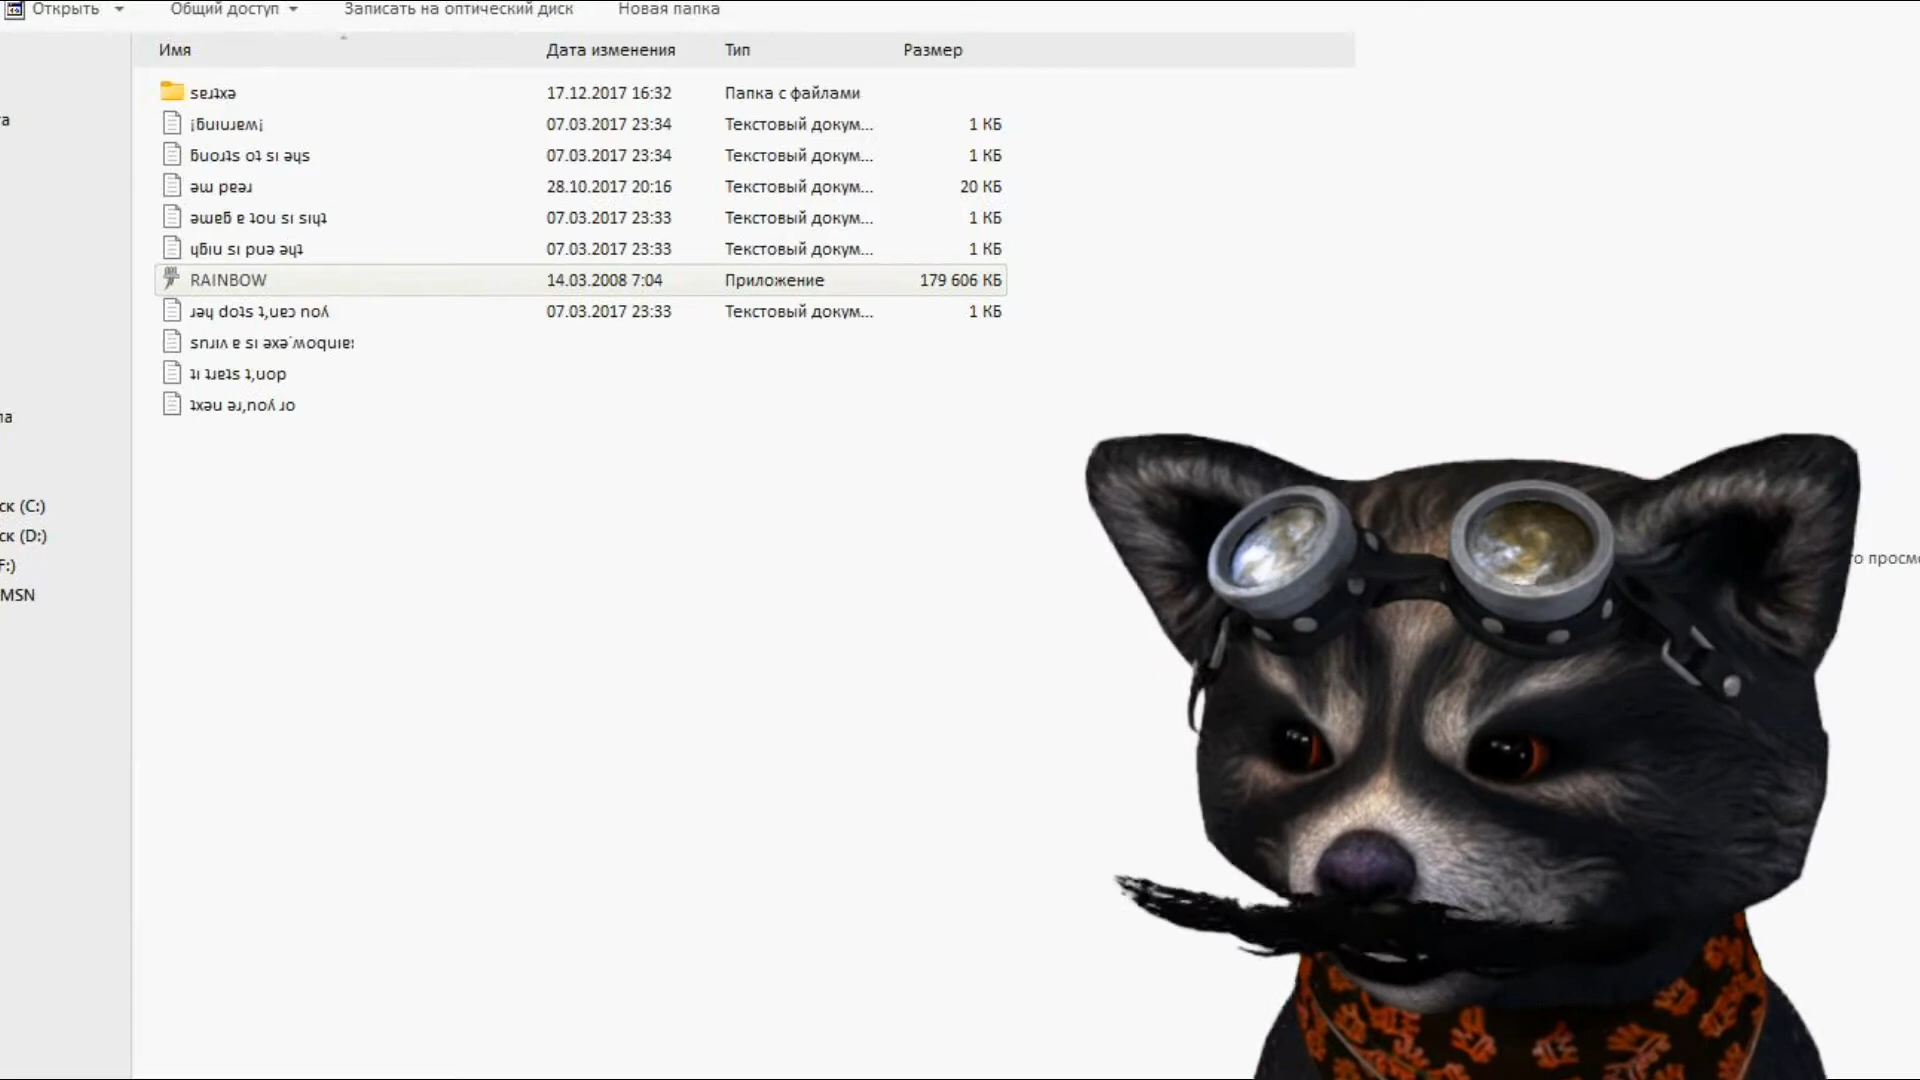 Открыть Общий доступ Записать на оптический диск Новая папка
Имя Дата изменения Тип Размер
sɐɹʇxǝ 17.12.2017 16:32 Папка с файлами
¡ƃuıuɹɐʍ¡ 07.03.2017 23:34 Текстовый докум... 1 КБ
ƃuoɹʇs oʇ sı ǝɥs 07.03.2017 23:34 Текстовый докум... 1 КБ
ǝɯ pɐǝɹ 28.10.2017 20:16 Текстовый докум... 20 КБ
ǝɯɐƃ ɐ ʇou sı sıɥʇ 07.03.2017 23:33 Текстовый докум... 1 КБ
ɥƃıu sı puǝ ǝɥʇ 07.03.2017 23:33 Текстовый докум... 1 КБ
RAINBOW 14.03.2008 7:04 Приложение 179 606 КБ
ɹǝɥ doʇs ʇ,uɐɔ noʎ 07.03.2017 23:33 Текстовый докум... 1 КБ
snɹıʌ ɐ sı ǝxǝ˙ʍoquıɐɹ
ʇı ʇɹɐʇs ʇ,uop
ʇxǝu ǝɹ,noʎ ɹo
ск (C:)
ск (D:)
F:)
MSN
о просм